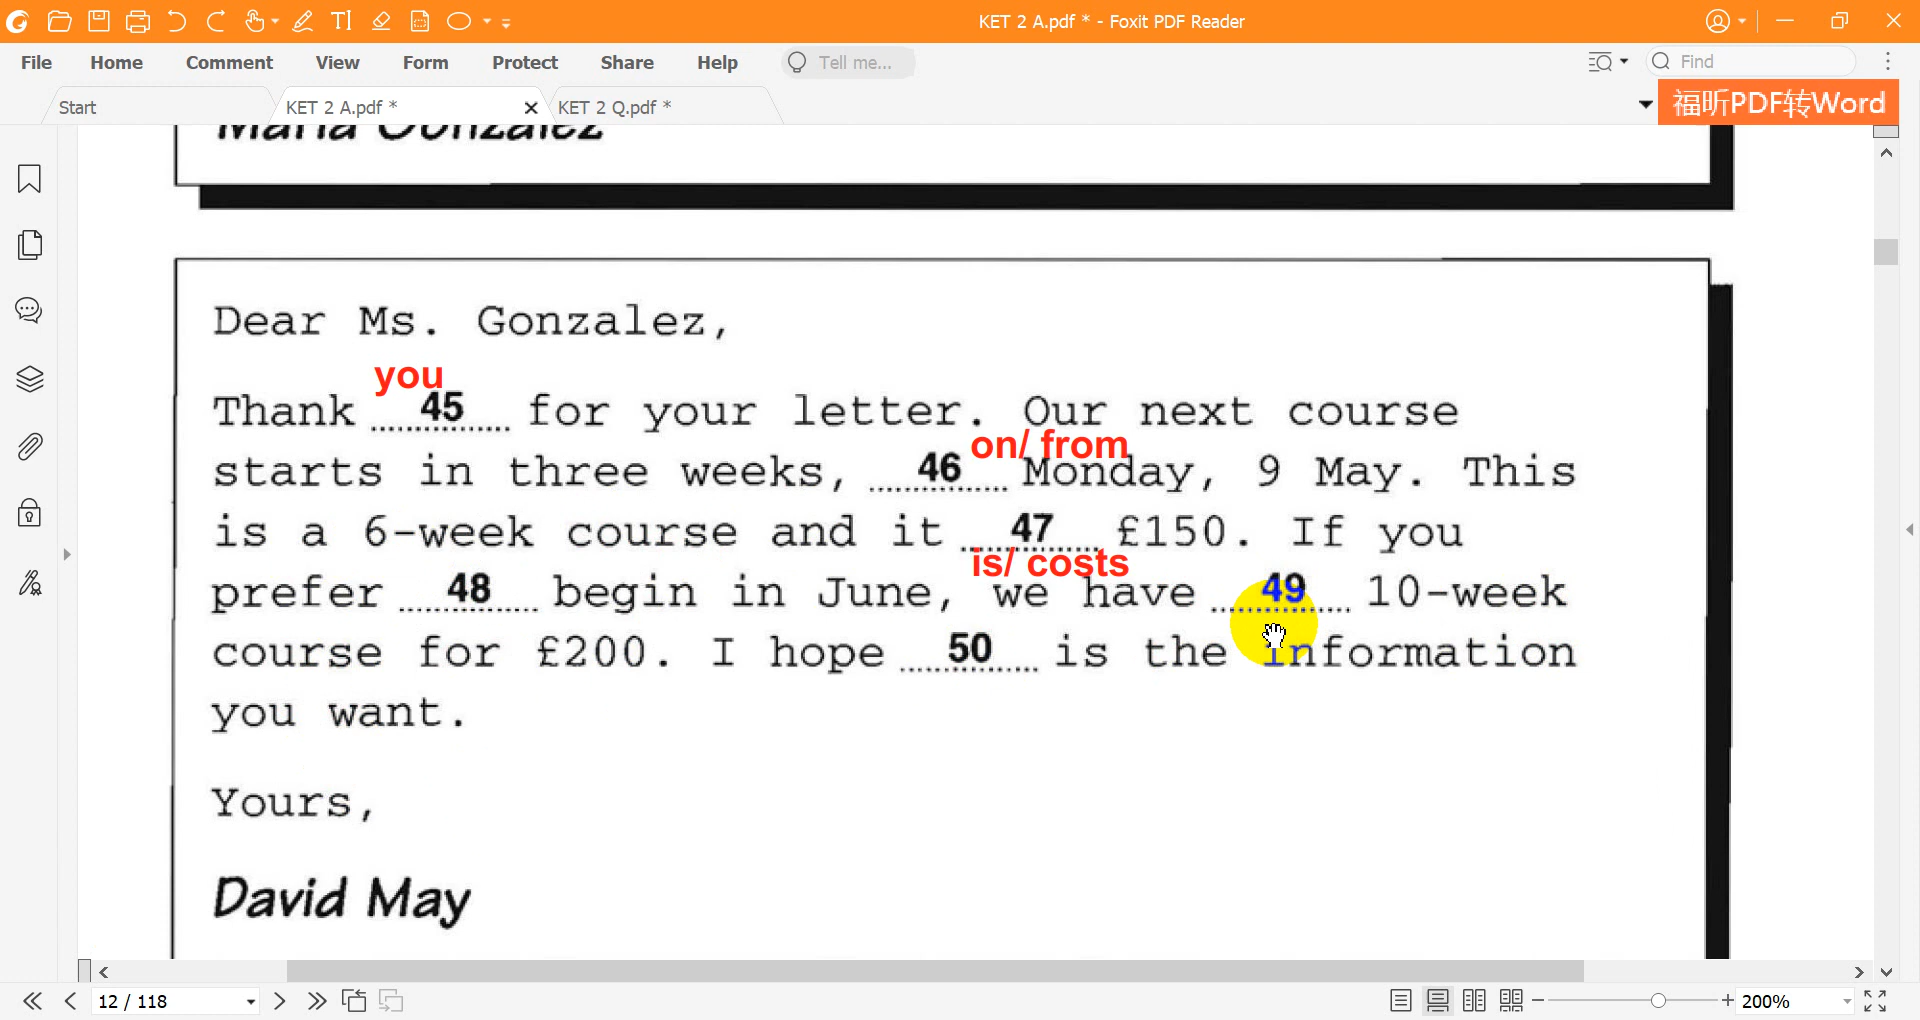 KET 2 A.pdf * - Foxit PDF Reader
File Home Comment View Form Protect Share Help Tell me... Find
Start KET 2 A.pdf * KET 2 Q.pdf * 福昕PDF转Word
Maria Gonzalez
Dear Ms. Gonzalez,
you
Thank 45 for your letter. Our next course
on/ from
starts in three weeks, 46 Monday, 9 May. This
is a 6-week course and it 47 £150. If you
is/ costs
prefer 48 begin in June, we have 49 10-week
course for £200. I hope 50 is the information
you want.
Yours,
David May
12 / 118 200%